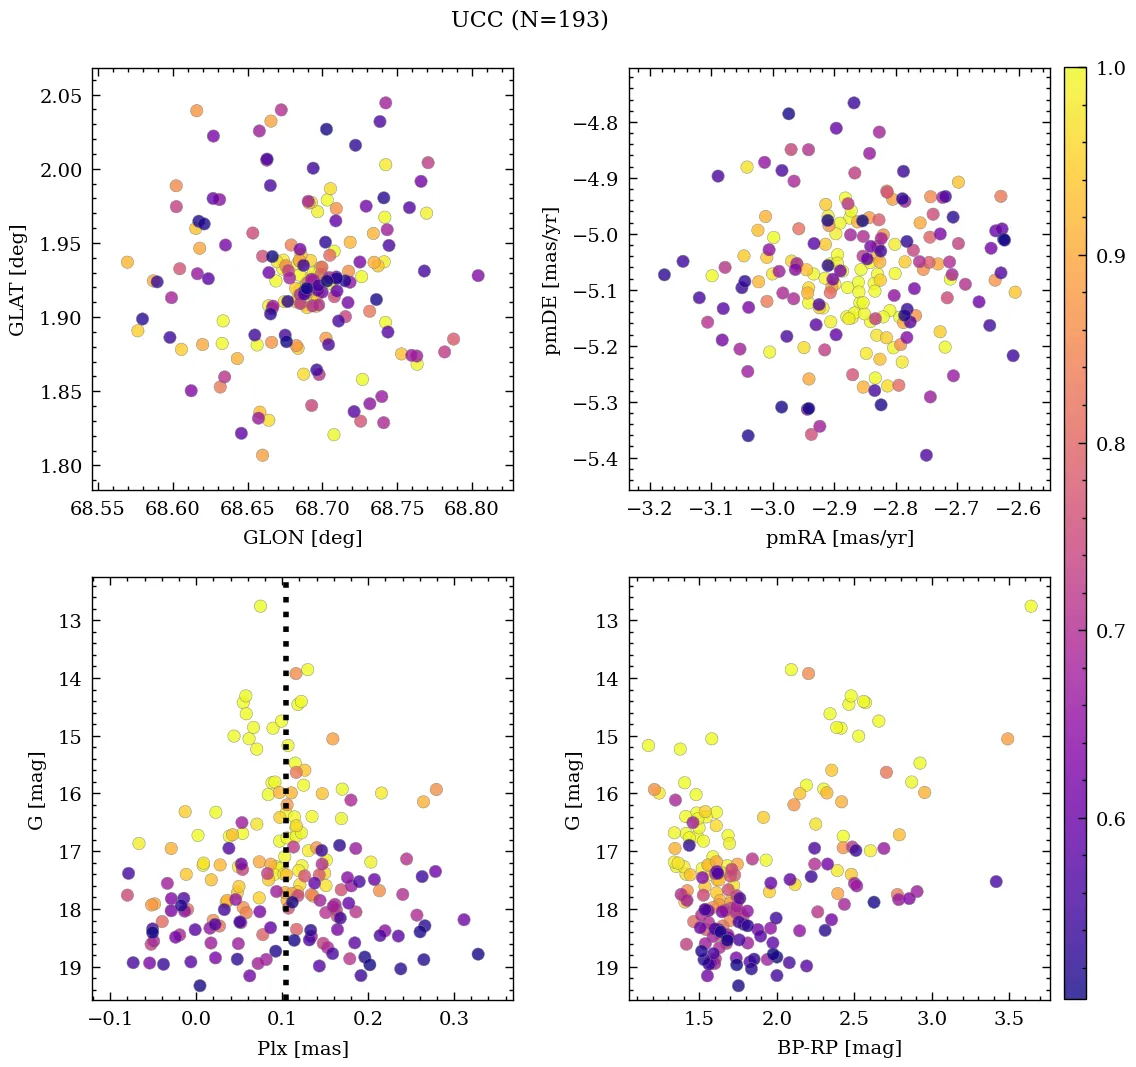 UCC (N=193)
2.05
2.00
1.95
1.90
1.85
1.80
GLAT [deg]
68.55 68.60 68.65 68.70 68.75 68.80
GLON [deg]
−4.8
−4.9
−5.0
−5.1
−5.2
−5.3
−5.4
pmDE [mas/yr]
−3.2 −3.1 −3.0 −2.9 −2.8 −2.7 −2.6
pmRA [mas/yr]
1.0
0.9
0.8
0.7
0.6
13
14
15
16
17
18
19
G [mag]
−0.1 0.0 0.1 0.2 0.3
Plx [mas]
13
14
15
16
17
18
19
G [mag]
1.5 2.0 2.5 3.0 3.5
BP-RP [mag]